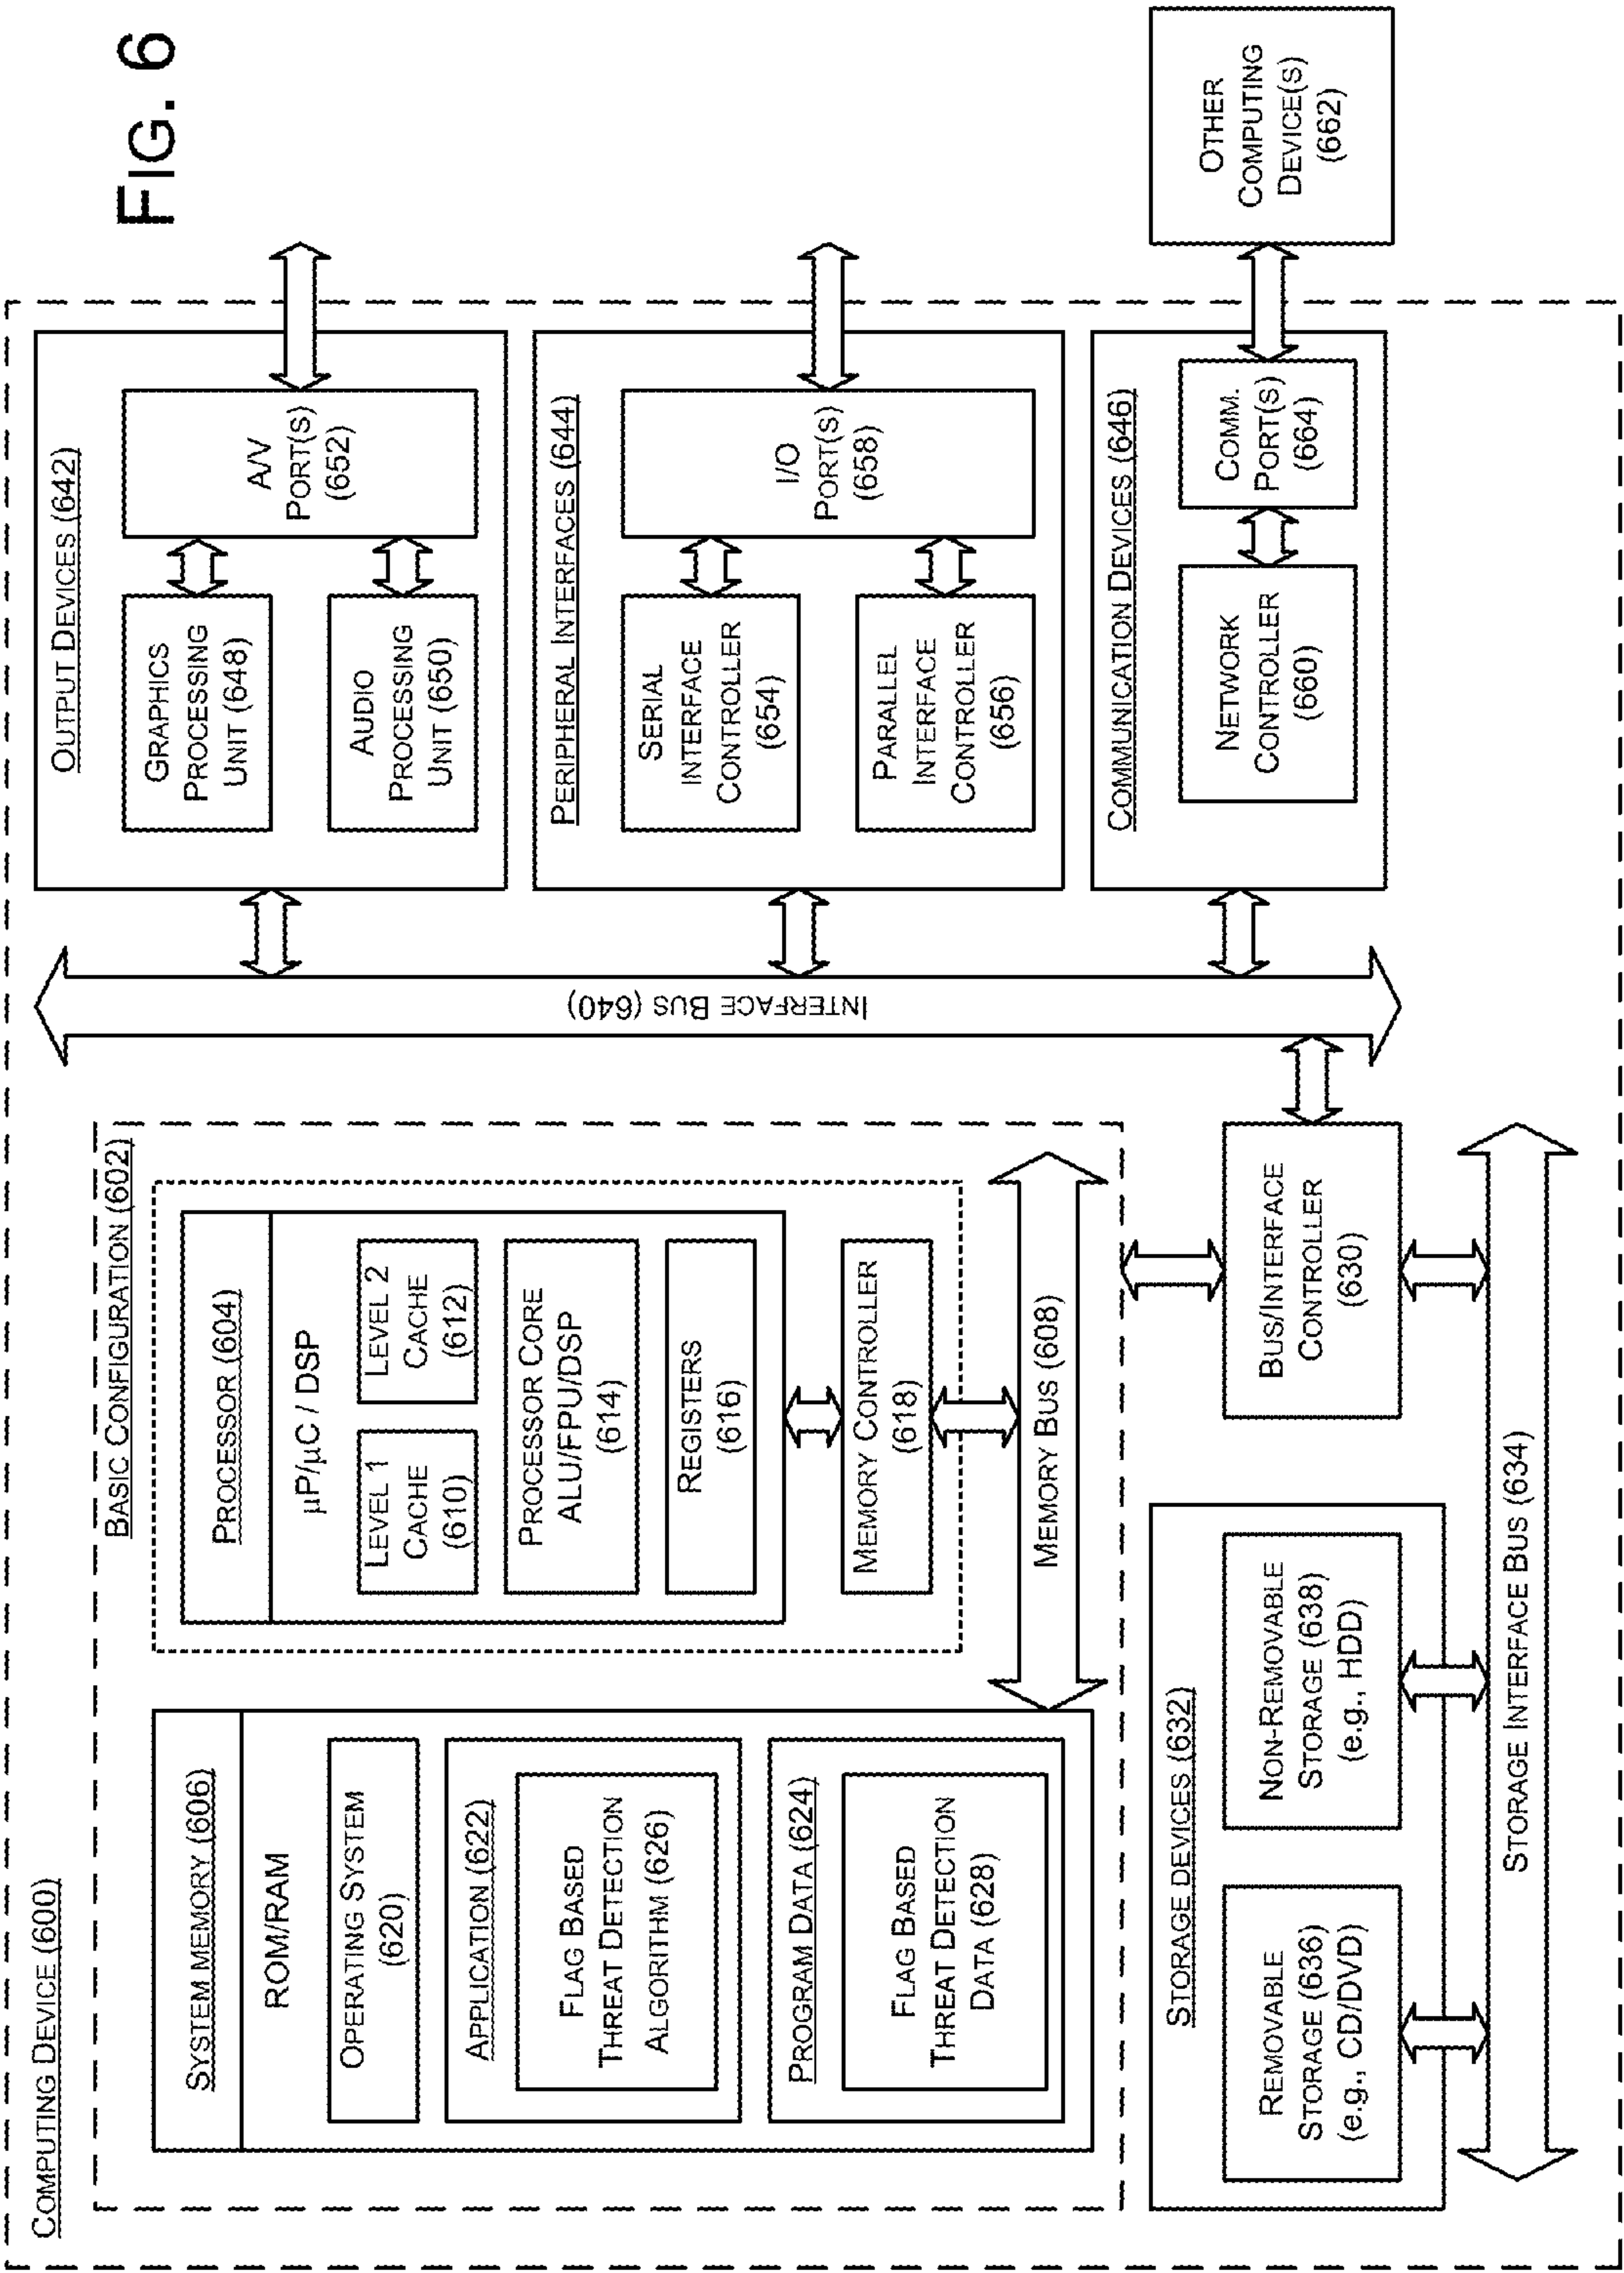 FIG. 6
COMPUTING DEVICE (600)
BASIC CONFIGURATION (602)
SYSTEM MEMORY (606)
ROM/RAM
OPERATING SYSTEM
(620)
APPLICATION (622)
FLAG BASED
THREAT DETECTION
ALGORITHM (626)
PROGRAM DATA (624)
FLAG BASED
THREAT DETECTION
DATA (628)
PROCESSOR (604)
µP/µC / DSP
LEVEL 1
CACHE
(610)
LEVEL 2
CACHE
(612)
PROCESSOR CORE
ALU/FPU/DSP
(614)
REGISTERS
(616)
MEMORY CONTROLLER
(618)
MEMORY BUS (608)
BUS/INTERFACE
CONTROLLER
(630)
STORAGE DEVICES (632)
REMOVABLE
STORAGE (636)
(e.g., CD/DVD)
NON-REMOVABLE
STORAGE (638)
(e.g., HDD)
STORAGE INTERFACE BUS (634)
INTERFACE BUS (640)
OUTPUT DEVICES (642)
GRAPHICS
PROCESSING
UNIT (648)
AUDIO
PROCESSING
UNIT (650)
A/V
PORT(S)
(652)
PERIPHERAL INTERFACES (644)
SERIAL
INTERFACE
CONTROLLER
(654)
PARALLEL
INTERFACE
CONTROLLER
(656)
I/O
PORT(S)
(658)
COMMUNICATION DEVICES (646)
NETWORK
CONTROLLER
(660)
COMM.
PORT(S)
(664)
OTHER
COMPUTING
DEVICE(S)
(662)